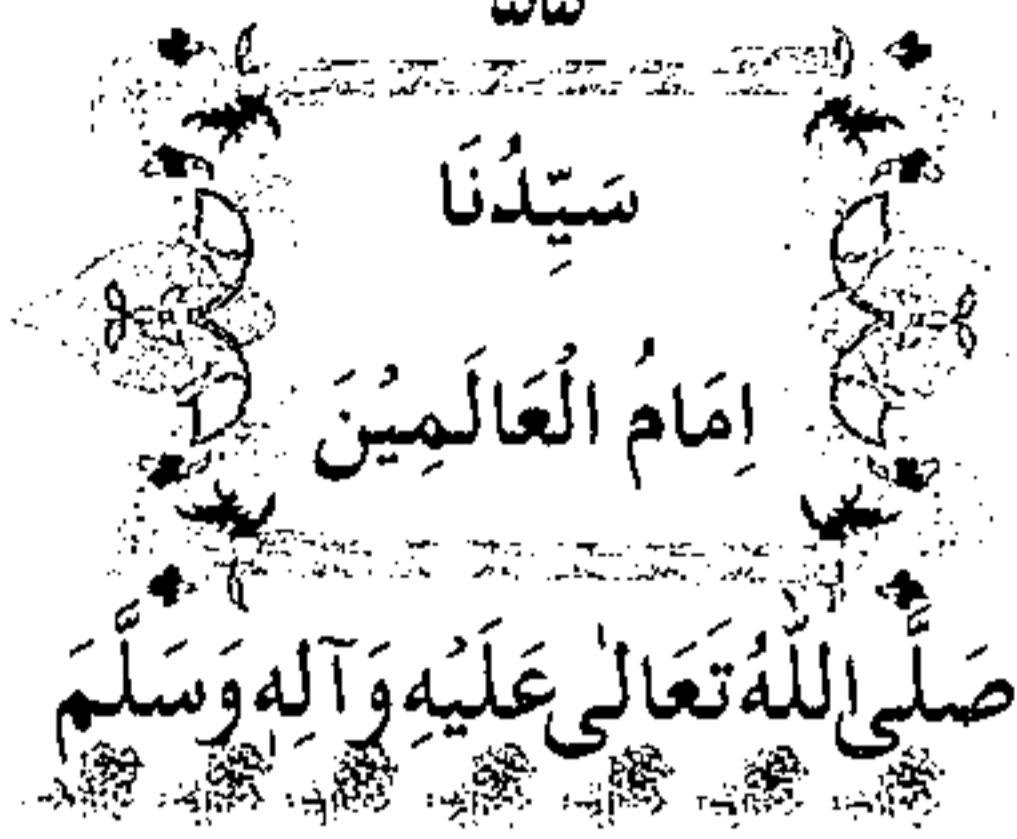 سَيِّدُنَا
اِمَامُ الْعَالَمِيْنَ
صَلَّى اللّٰهُ تَعَالٰى عَلَيْهِ وَآلِهٖ وَسَلَّمَ